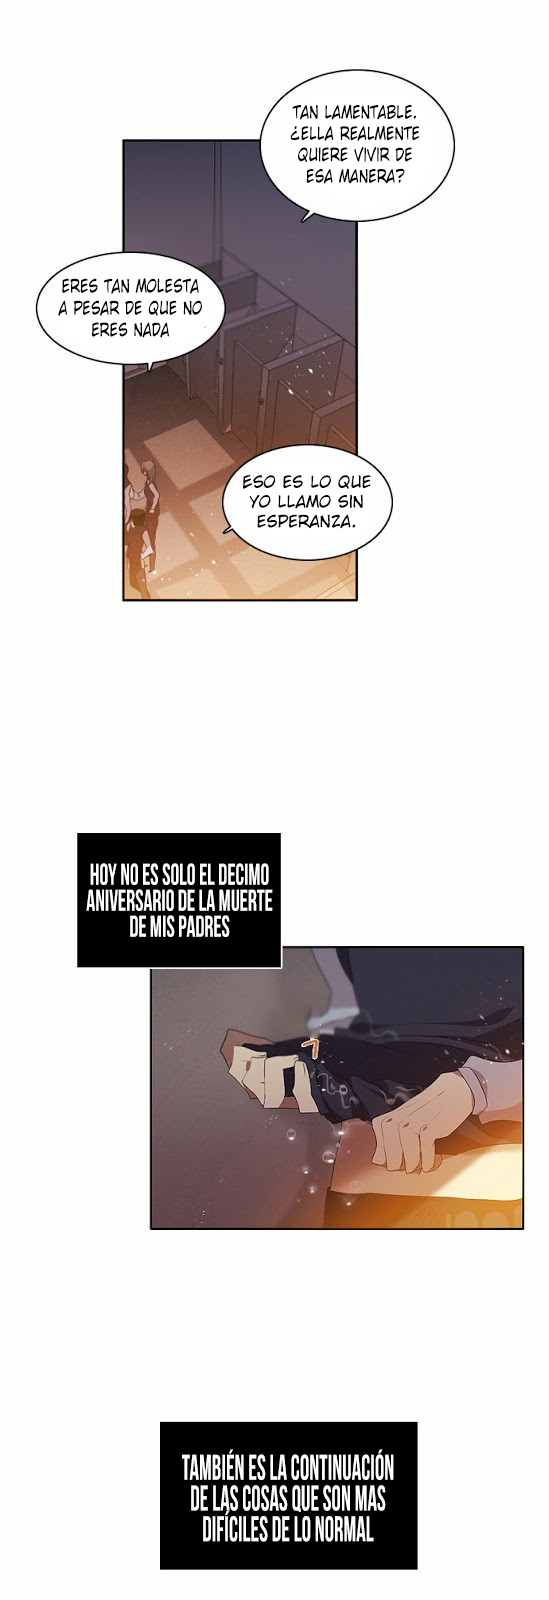 TAN LAMENTABLE.
¿ELLA REALMENTE
QUIERE VIVIR DE
ESA MANERA?
ERES TAN MOLESTA
A PESAR DE QUE NO
ERES NADA
ESO ES LO QUE
YO LLAMO SIN
ESPERANZA.
HOY NO ES SOLO EL DECIMO
ANIVERSARIO DE LA MUERTE
DE MIS PADRES
TAMBIÉN ES LA CONTINUACIÓN
DE LAS COSAS QUE SON MAS
DIFÍCILES DE LO NORMAL